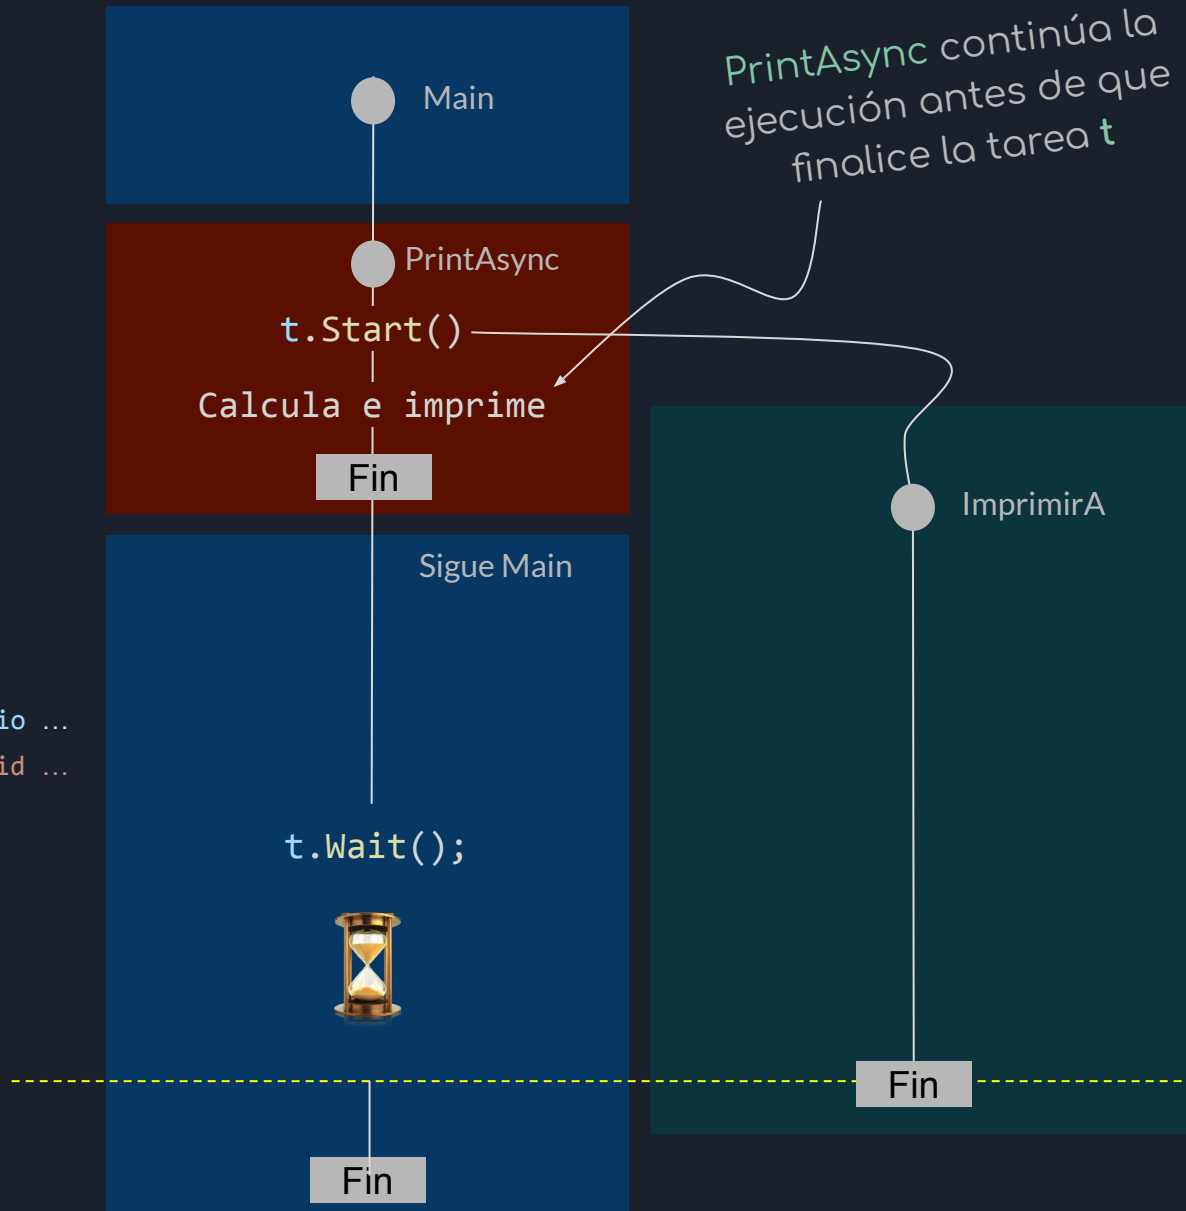 Main
PrintAsync continúa la
ejecución antes de que
finalice la tarea t
PrintAsync
t.Start()
Calcula e imprime
Fin
ImprimirA
Sigue Main
io ...
id ...
t.Wait();
Fin
Fin